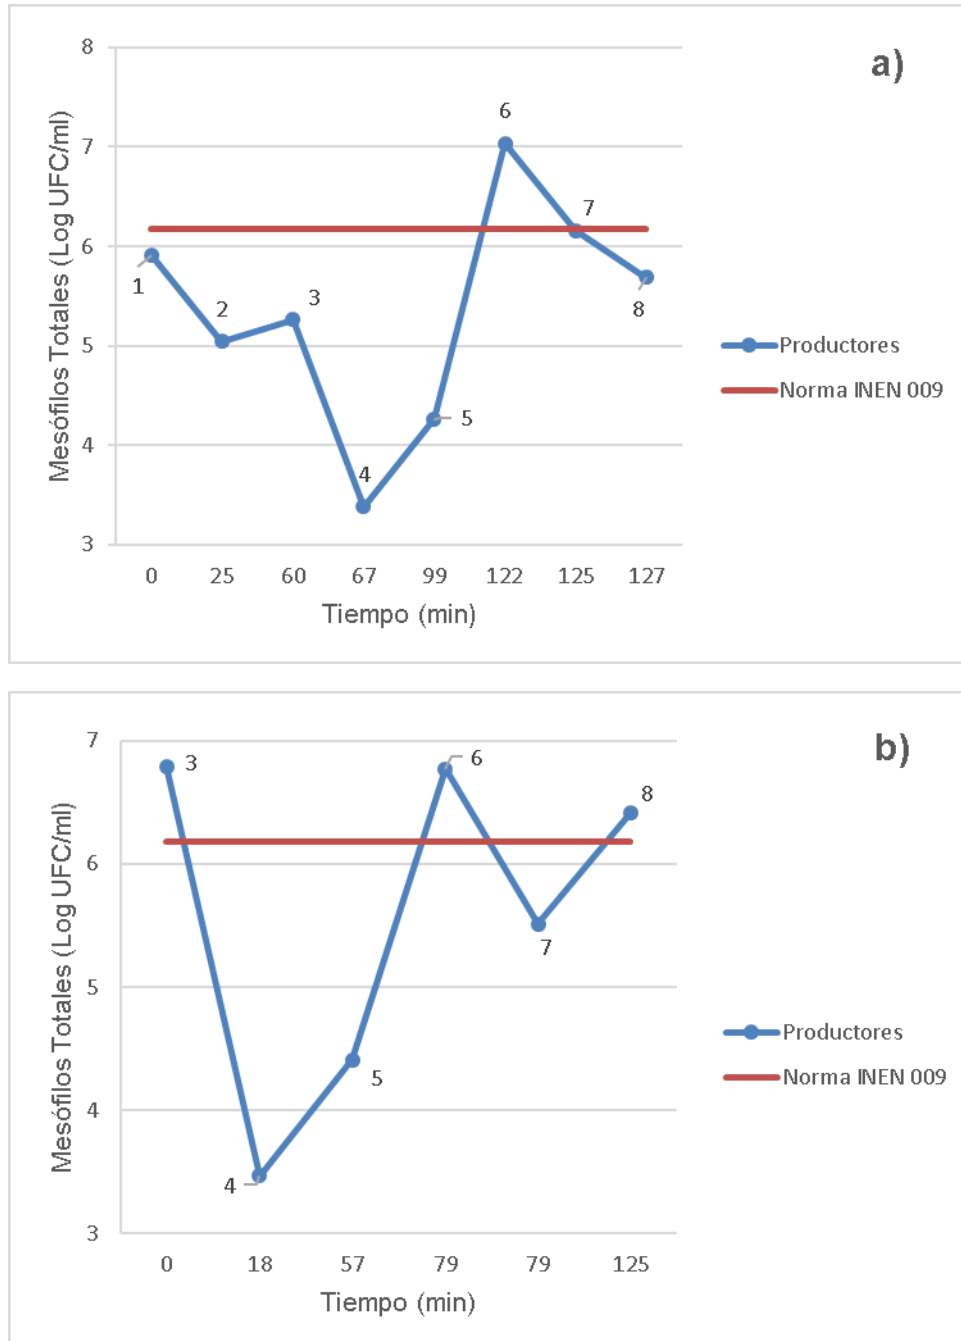 a)
Mesófilos Totales (Log UFC/ml)
8
7
6
5
4
3
1
2
3
4
5
6
7
8
0 25 60 67 99 122 125 127
Tiempo (min)
Productores
Norma INEN 009
b)
Mesófilos Totales (Log UFC/ml)
7
6
5
4
3
3
4
5
6
7
8
0 18 57 79 79 125
Tiempo (min)
Productores
Norma INEN 009